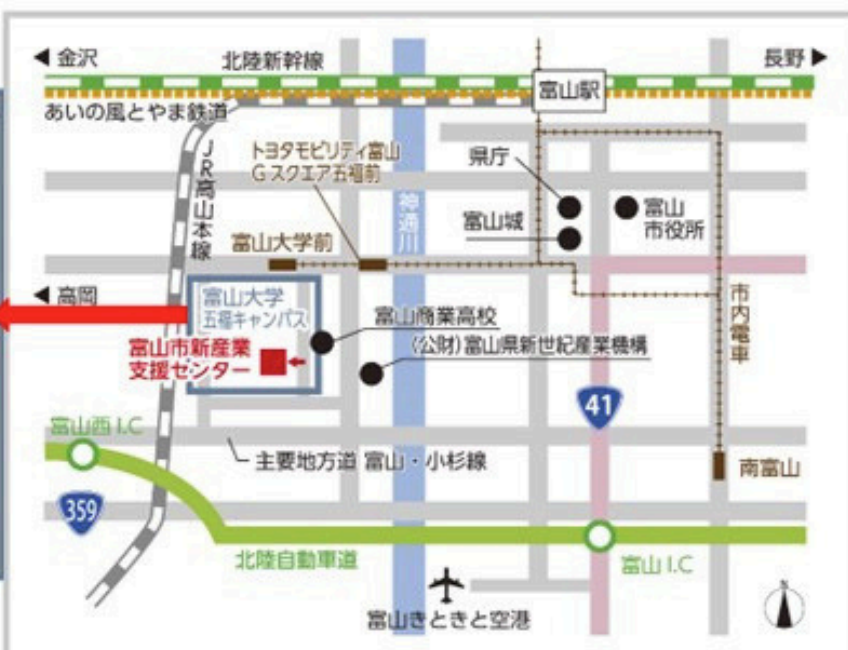 金沢
北陸新幹線
長野
富山駅
あいの風とやま鉄道
JR高山本線
トヨタモビリティ富山
Gスクエア五福前
神通川
県庁
富山城
富山
市役所
富山大学前
高岡
富山大学
五福キャンパス
富山商業高校
(公財)富山県新世紀産業機構
富山市新産業
支援センター
市内電車
41
富山西I.C
主要地方道 富山・小杉線
南富山
359
北陸自動車道
富山I.C
富山きときと空港
N